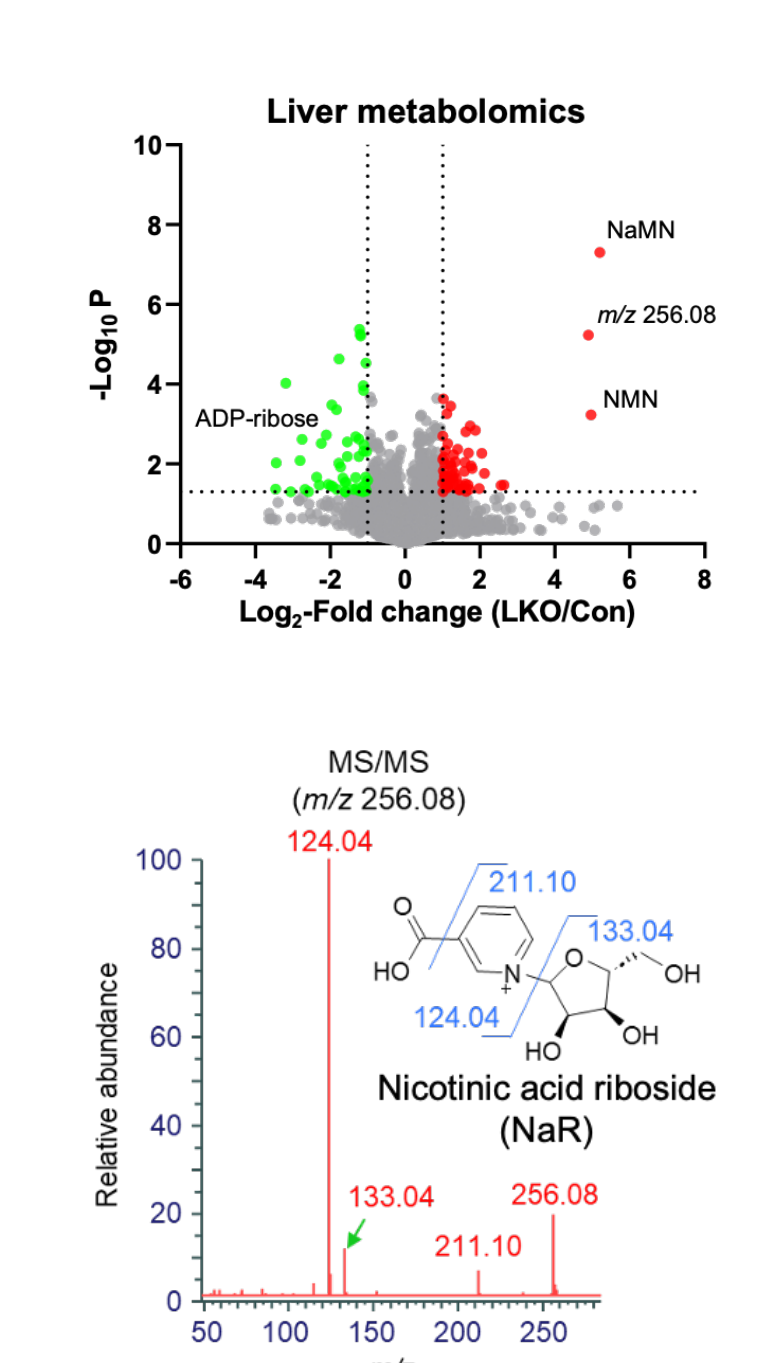 Liver metabolomics
10
8
6
4
2
0
-Log₁₀ P
NaMN
m/z 256.08
NMN
ADP-ribose
-6 -4 -2 0 2 4 6 8
Log₂-Fold change (LKO/Con)
MS/MS
(m/z 256.08)
124.04
100
80
60
40
20
0
Relative abundance
211.10
133.04
124.04
O
HO
N
+
O
OH
OH
HO
Nicotinic acid riboside
(NaR)
133.04
211.10
256.08
50 100 150 200 250